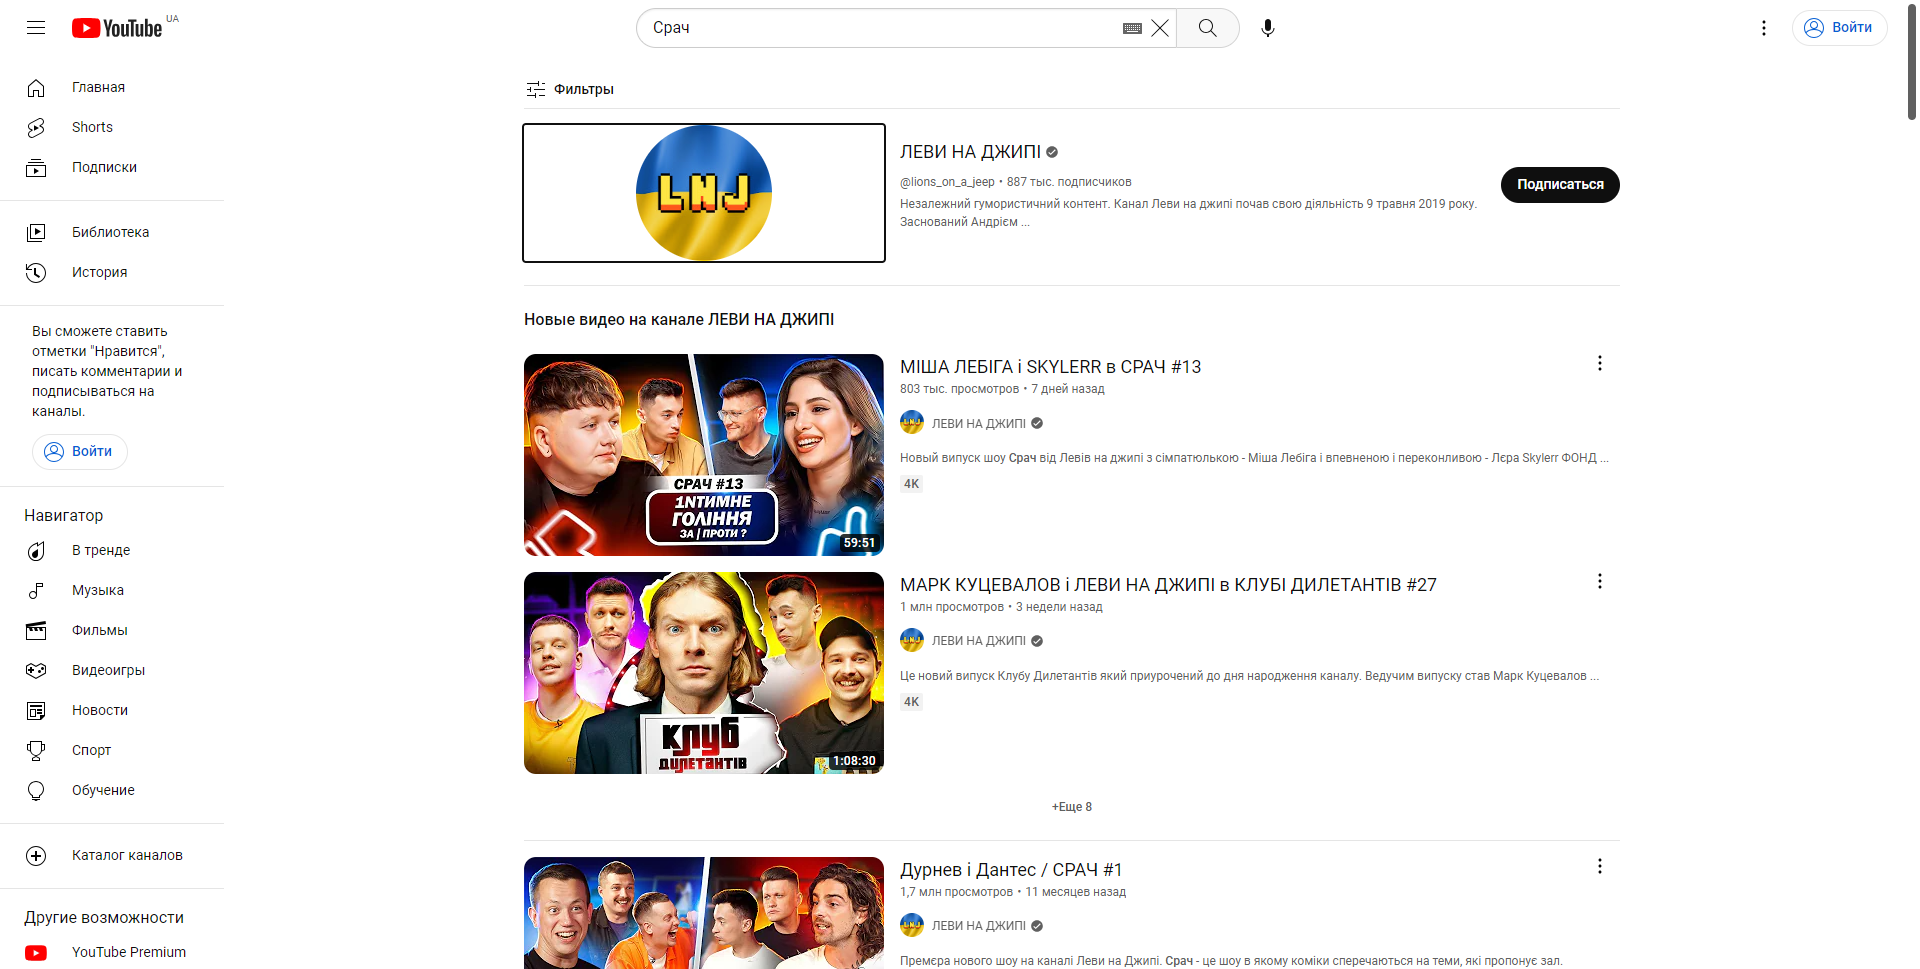 YouTube UA
Срач
Войти
Главная
Shorts
Подписки
Библиотека
История
Вы сможете ставить
отметки "Нравится",
писать комментарии и
подписываться на
каналы.
Войти
Навигатор
В тренде
Музыка
Фильмы
Видеоигры
Новости
Спорт
Обучение
Каталог каналов
Другие возможности
YouTube Premium
Фильтры
LNJ
ЛЕВИ НА ДЖИПІ
@lions_on_a_jeep • 887 тыс. подписчиков
Незалежний гумористичний контент. Канал Леви на джипі почав свою діяльність 9 травня 2019 року.
Заснований Андрієм ...
Подписаться
Новые видео на канале ЛЕВИ НА ДЖИПІ
СРАЧ #13
1NТИМНЕ
ГОЛІННЯ
ЗА | ПРОТИ ?
59:51
МІША ЛЕБІГА і SKYLERR в СРАЧ #13
803 тыс. просмотров • 7 дней назад
ЛЕВИ НА ДЖИПІ
Новый випуск шоу Срач від Левів на джипі з сімпатюлькою - Міша Лебіга і впевненою і переконливою - Лєра Skylerr ФОНД ...
4K
КЛУБ
ДИЛЕТАНТІВ
1:08:30
МАРК КУЦЕВАЛОВ і ЛЕВИ НА ДЖИПІ в КЛУБІ ДИЛЕТАНТІВ #27
1 млн просмотров • 3 недели назад
ЛЕВИ НА ДЖИПІ
Це новий випуск Клубу Дилетантів який приурочений до дня народження каналу. Ведучим випуску став Марк Куцевалов ...
4K
+Еще 8
Дурнев і Дантес / СРАЧ #1
1,7 млн просмотров • 11 месяцев назад
ЛЕВИ НА ДЖИПІ
Премєра нового шоу на каналі Леви на Джипі. Срач - це шоу в якому коміки сперечаються на теми, які пропонує зал.